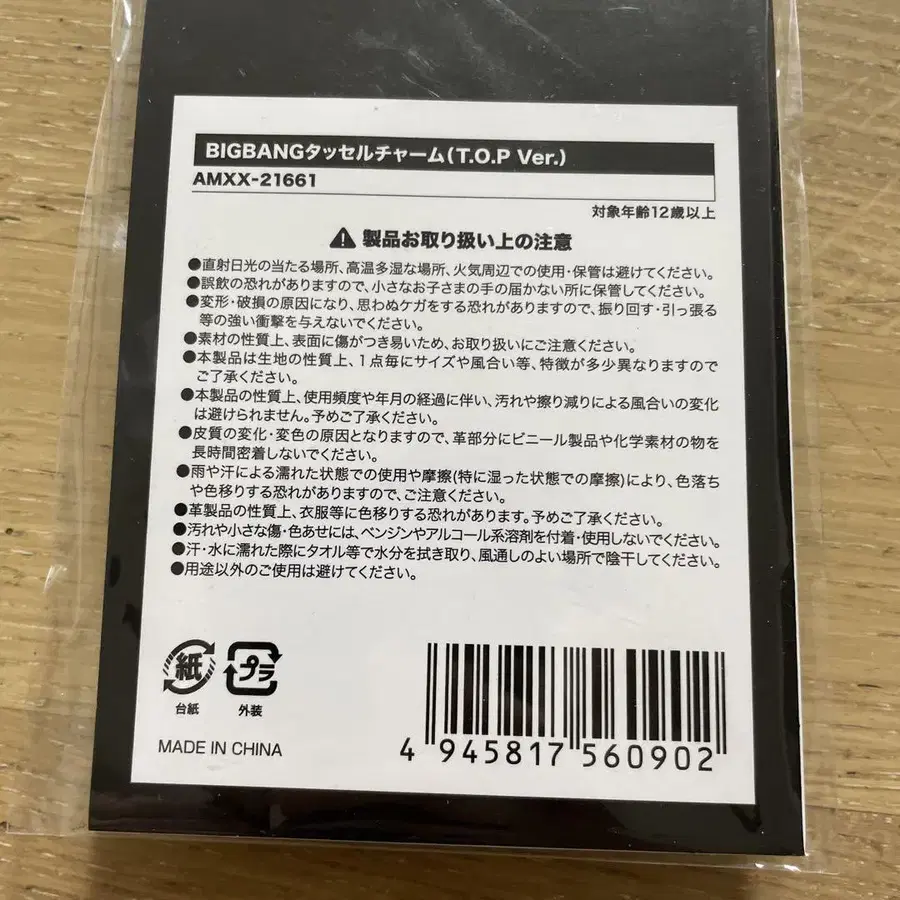 BIGBANGタッセルチャーム(T.O.P Ver.)
AMXX-21661
対象年齢12歳以上
製品お取り扱い上の注意
●直射日光の当たる場所、高温多湿な場所、火気周辺での使用・保管は避けてください。
●誤飲の恐れがありますので、小さなお子さまの手の届かない所に保管してください。
●変形・破損の原因になり、思わぬケガをする恐れがありますので、振り回す・引っ張る
等の強い衝撃を与えないでください。
●素材の性質上、表面に傷がつき易いため、お取り扱いにご注意ください。
●本製品は生地の性質上、1点毎にサイズや風合い等、特徴が多少異なりますので
ご了承ください。
●本製品の性質上、使用頻度や年月の経過に伴い、汚れや擦り減りによる風合いの変化
は避けられません。予めご了承ください。
●皮質の変化・変色の原因となりますので、革部分にビニール製品や化学素材の物を
長時間密着しないでください。
●雨や汗による濡れた状態での使用や摩擦(特に湿った状態での摩擦)により、色落ち
や色移りする恐れがありますので、ご注意ください。
●革製品の性質上、衣服等に色移りする恐れがあります。予めご了承ください。
●汚れや小さな傷・色あせには、ベンジンやアルコール系溶剤を付着・使用しないでください。
●汗・水に濡れた際にタオル等で水分を拭き取り、風通しのよい場所で陰干してください。
●用途以外のご使用は避けてください。
紙 プラ
台紙 外装
MADE IN CHINA
4 945817 560902